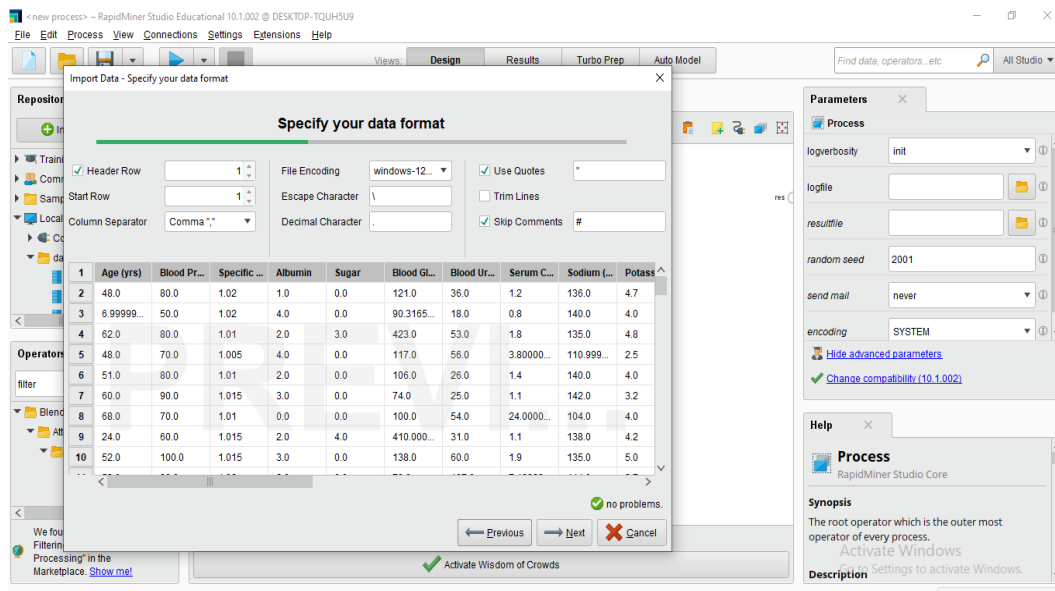 <new process> – RapidMiner Studio Educational 10.1.002 @ DESKTOP-TQUH5U9
File Edit Process View Connections Settings Extensions Help
Views: Design Results Turbo Prep Auto Model
Find data, operators...etc
All Studio
Import Data - Specify your data format
Specify your data format
Header Row 1
File Encoding windows-12...
Use Quotes "
Start Row 1
Escape Character \
Trim Lines
Column Separator Comma ","
Decimal Character .
Skip Comments #
1 Age (yrs) Blood Pr... Specific ... Albumin Sugar Blood Gl... Blood Ur... Serum C... Sodium (... Potass
2 48.0 80.0 1.02 1.0 0.0 121.0 36.0 1.2 136.0 4.7
3 6.99999... 50.0 1.02 4.0 0.0 90.3165... 18.0 0.8 140.0 4.0
4 62.0 80.0 1.01 2.0 3.0 423.0 53.0 1.8 135.0 4.8
5 48.0 70.0 1.005 4.0 0.0 117.0 56.0 3.80000... 110.999... 2.5
6 51.0 80.0 1.01 2.0 0.0 106.0 26.0 1.4 140.0 4.0
7 60.0 90.0 1.015 3.0 0.0 74.0 25.0 1.1 142.0 3.2
8 68.0 70.0 1.01 0.0 0.0 100.0 54.0 24.0000... 104.0 4.0
9 24.0 60.0 1.015 2.0 4.0 410.000... 31.0 1.1 138.0 4.2
10 52.0 100.0 1.015 3.0 0.0 138.0 60.0 1.9 135.0 5.0
PREVI...
no problems.
Previous Next Cancel
Repositor
In
Traini
Comm
Samp
Local
Co
da
Operators
filter
Blend
Att
We fou
Filterin
Processing" in the
Marketplace. Show me!
res
Activate Wisdom of Crowds
Parameters
Process
logverbosity init
logfile
resultfile
random seed 2001
send mail never
encoding SYSTEM
Hide advanced parameters
Change compatibility (10.1.002)
Help
Process
RapidMiner Studio Core
Synopsis
The root operator which is the outer most
operator of every process.
Activate Windows
Go to Settings to activate Windows.
Description